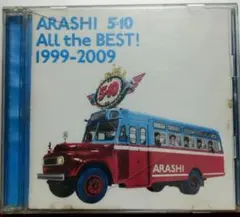 ARASHI 5×10
All the BEST!
1999-2009
5×10
ARASHI